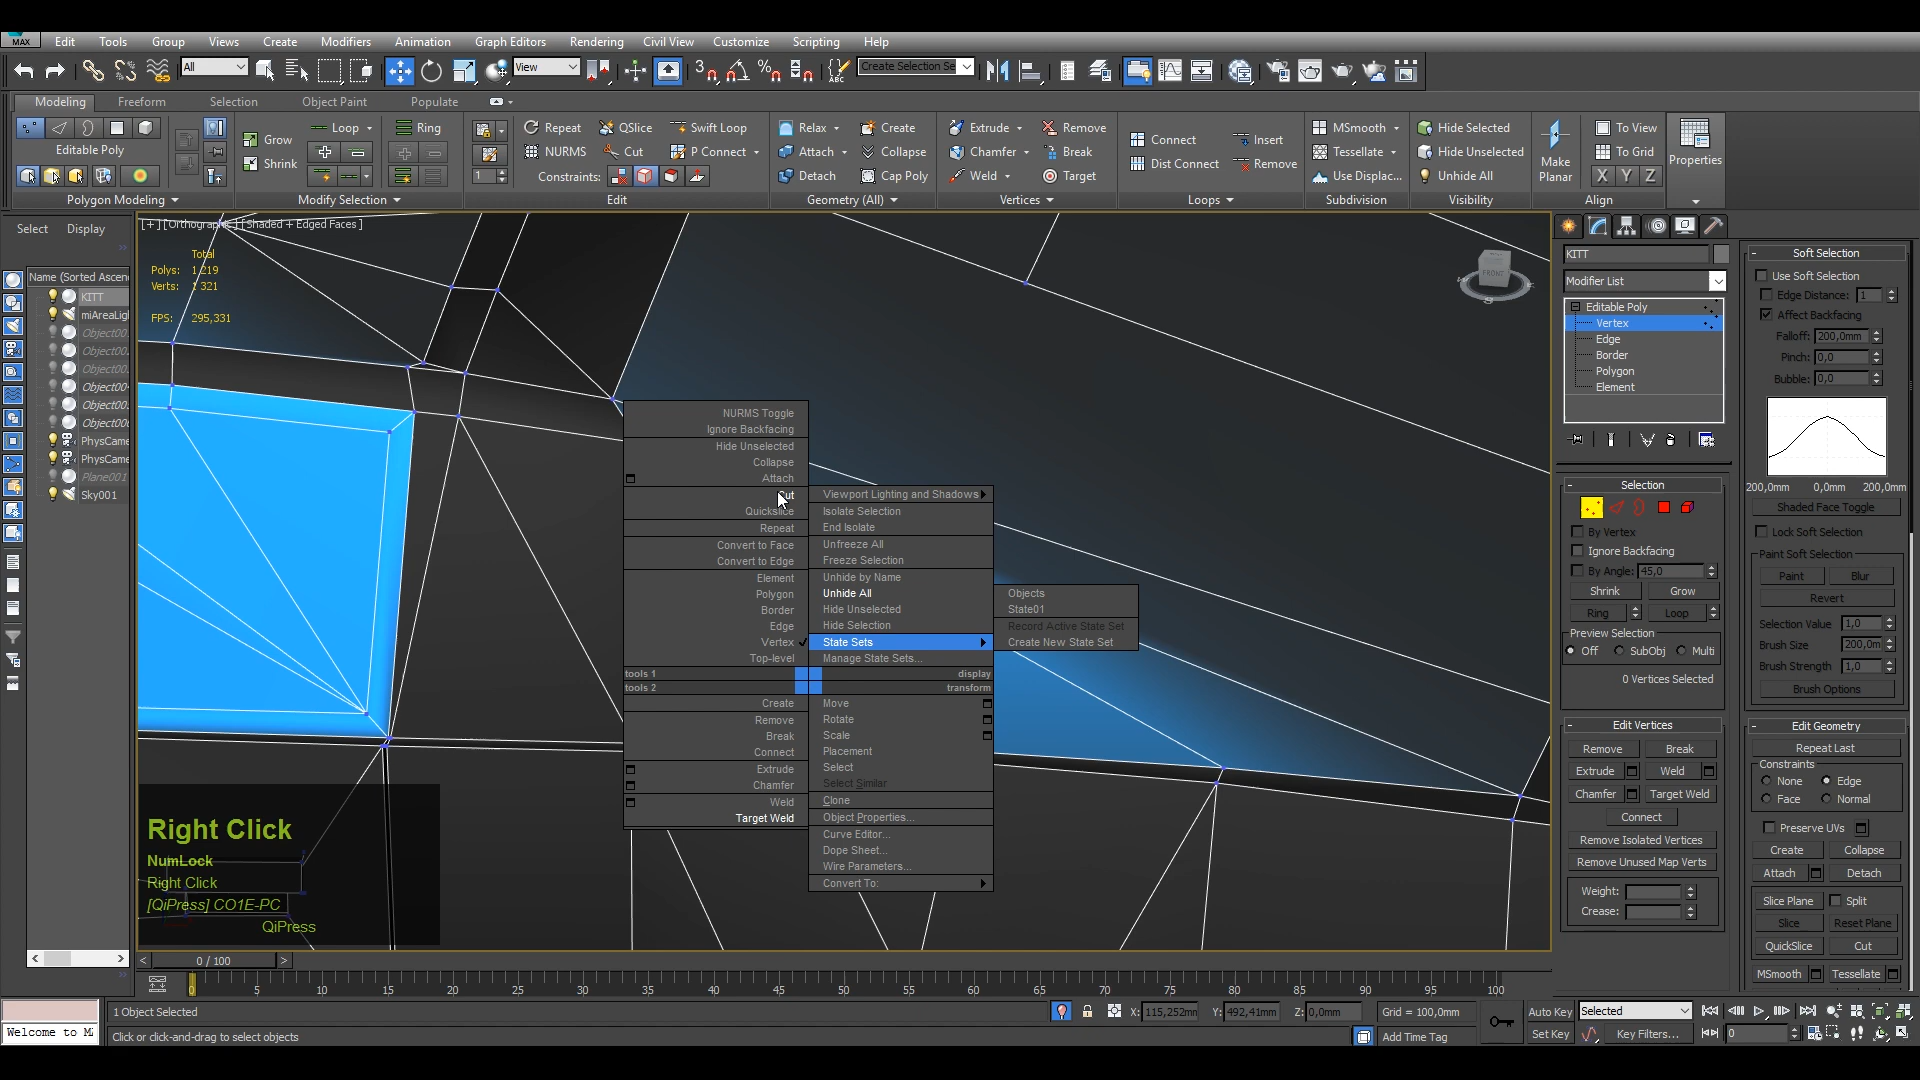 MAX Edit Tools Group Views Create Modifiers Animation Graph Editors Rendering Civil View Customize Scripting Help
All View Create Selection Se
Modeling Freeform Selection Object Paint Populate
Editable Poly
Grow Loop Ring
Shrink
Repeat QSlice Swift Loop
NURMS Cut P Connect
1 Constraints:
Relax Create
Attach Collapse
Detach Cap Poly
Extrude Remove
Chamfer Break
Weld Target
Connect Insert
Dist Connect Remove
MSmooth
Tessellate
Use Displac...
Hide Selected
Hide Unselected
Unhide All
Make Planar
To View
To Grid
X Y Z
Properties
Polygon Modeling Modify Selection Edit Geometry (All) Vertices Loops Subdivision Visibility Align
Select Display
Name (Sorted Ascen
KITT
miAreaLig
Object00
Object00
Object00
Object00
Object00
Object00
PhysCame
PhysCame
Plane001
Sky001
[+][Orthographic][Shaded + Edged Faces]
Total
Polys: 1 219
Verts: 1 321
FPS: 295,331
FRONT
S
NURMS Toggle
Ignore Backfacing
Hide Unselected
Collapse
Attach
Cut
Quickslice
Repeat
Convert to Face
Convert to Edge
Element
Polygon
Border
Edge
Vertex
Top-level
tools 1
tools 2
Create
Remove
Break
Connect
Extrude
Chamfer
Weld
Target Weld
Viewport Lighting and Shadows
Isolate Selection
End Isolate
Unfreeze All
Freeze Selection
Unhide by Name
Unhide All
Hide Unselected
Hide Selection
State Sets
Manage State Sets...
display
transform
Move
Rotate
Scale
Placement
Select
Select Similar
Clone
Object Properties...
Curve Editor...
Dope Sheet...
Wire Parameters...
Convert To:
Objects
State01
Record Active State Set
Create New State Set
Right Click
NumLock
Right Click
[QiPress] CO1E-PC
QiPress
KITT
Modifier List
Editable Poly
Vertex
Edge
Border
Polygon
Element
Selection
By Vertex
Ignore Backfacing
By Angle: 45,0
Shrink Grow
Ring Loop
Preview Selection
Off SubObj Multi
0 Vertices Selected
Edit Vertices
Remove Break
Extrude Weld
Chamfer Target Weld
Connect
Remove Isolated Vertices
Remove Unused Map Verts
Weight:
Crease:
Soft Selection
Use Soft Selection
Edge Distance: 1
Affect Backfacing
Falloff: 200,0mm
Pinch: 0,0
Bubble: 0,0
200,0mm 0,0mm 200,0mm
Shaded Face Toggle
Lock Soft Selection
Paint Soft Selection
Paint Blur
Revert
Selection Value 1,0
Brush Size 200,0m
Brush Strength 1,0
Brush Options
Edit Geometry
Repeat Last
Constraints
None Edge
Face Normal
Preserve UVs
Create Collapse
Attach Detach
Slice Plane Split
Slice Reset Plane
QuickSlice Cut
MSmooth Tessellate
< 0 / 100 >
0 5 10 15 20 25 30 35 40 45 50 55 60 65 70 75 80 85 90 95 100
1 Object Selected X: 115,252mm Y: 492,41mm Z: 0,0mm Grid = 100,0mm Auto Key Selected
Welcome to M Click or click-and-drag to select objects Add Time Tag Set Key Key Filters... 0